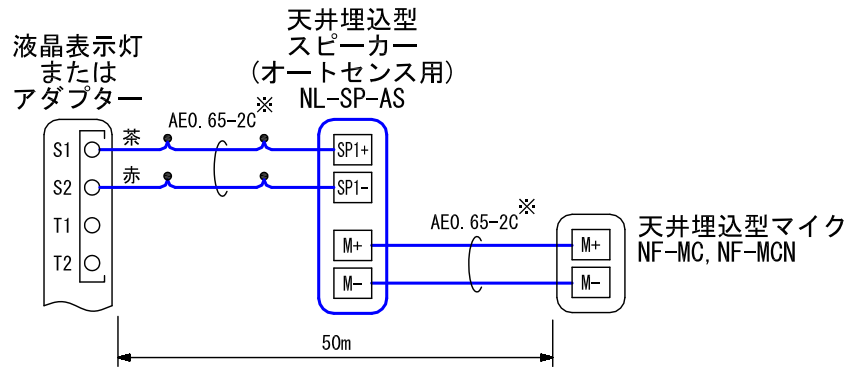 液晶表示灯
または
アダプター
天井埋込型
スピーカー
(オートセンス用)
NL-SP-AS
AE0.65-2C※
茶
S1
SP1+
赤
S2
SP1-
T1
T2
AE0.65-2C※
M+
M-
M+
M-
天井埋込型マイク
NF-MC,NF-MCN
50m